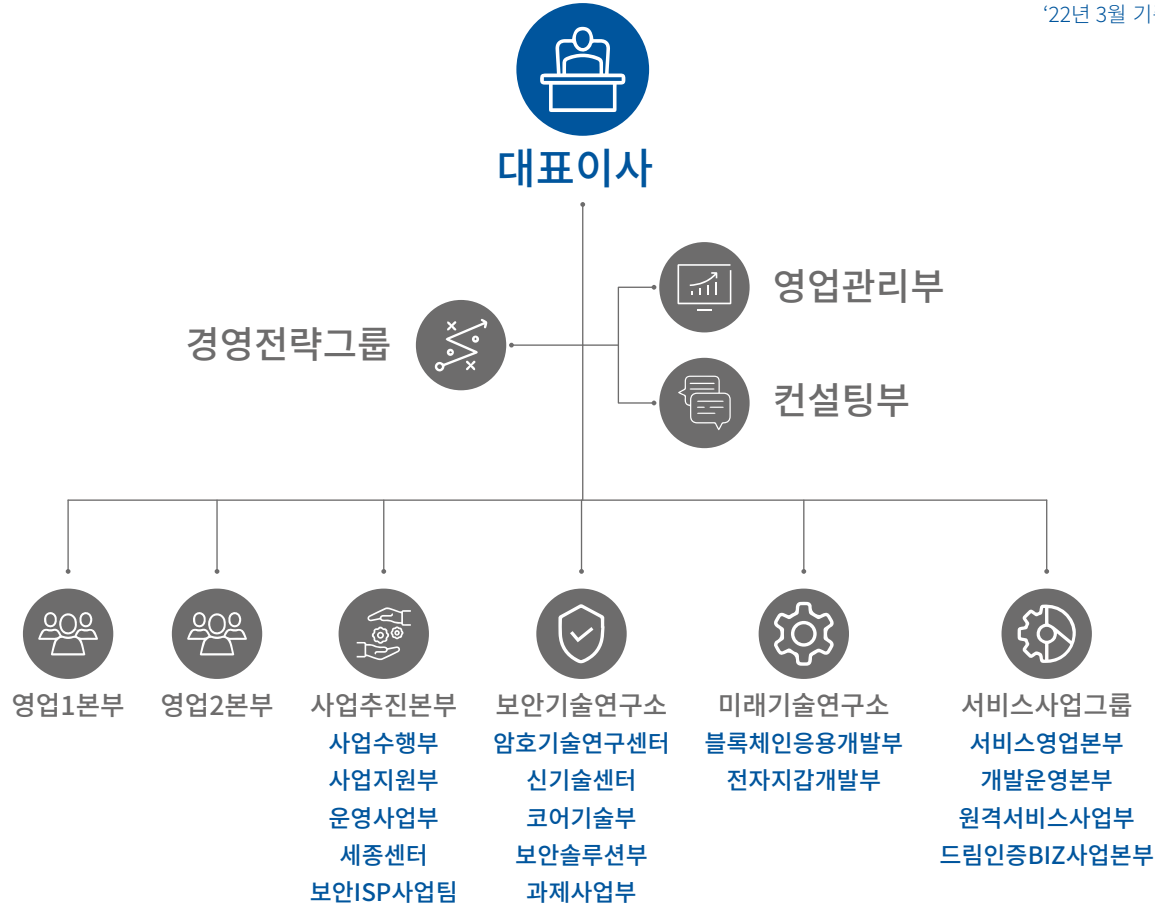 ‘22년 3월
대표이사
영업관리부
경영전략그룹
컨설팅부
영업1본부
영업2본부
사업추진본부
사업수행부
사업지원부
운영사업부
세종센터
보안ISP사업팀
보안기술연구소
암호기술연구센터
신기술센터
코어기술부
보안솔루션부
과제사업부
미래기술연구소
블록체인응용개발부
전자지갑개발부
서비스사업그룹
서비스영업본부
개발운영본부
원격서비스사업부
드림인증BIZ사업본부